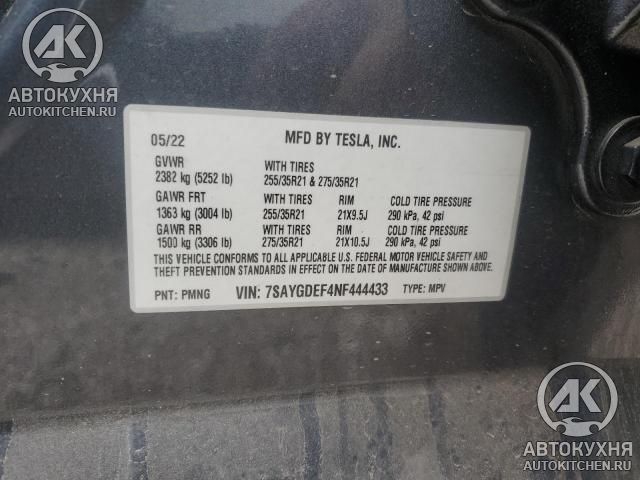 АВТОКУХНЯ
AVTOKITCHEN.RU
05/22 MFD BY TESLA, INC.
GVWR WITH TIRES
2382 kg (5252 lb) 255/35R21 & 275/35R21
GAWR FRT WITH TIRES RIM COLD TIRE PRESSURE
1363 kg (3004 lb) 255/35R21 21X9.5J 290 kPa, 42 psi
GAWR RR WITH TIRES RIM COLD TIRE PRESSURE
1500 kg (3306 lb) 275/35R21 21X10.5J 290 kPa, 42 psi
THIS VEHICLE CONFORMS TO ALL APPLICABLE U.S. FEDERAL MOTOR VEHICLE SAFETY AND
THEFT PREVENTION STANDARDS IN EFFECT ON THE DATE OF MANUFACTURE SHOWN ABOVE.
PNT: PMNG VIN: 7SAYGDEF4NF444433 TYPE: MPV
АК
АВТОКУХНЯ
AVTOKITCHEN.RU